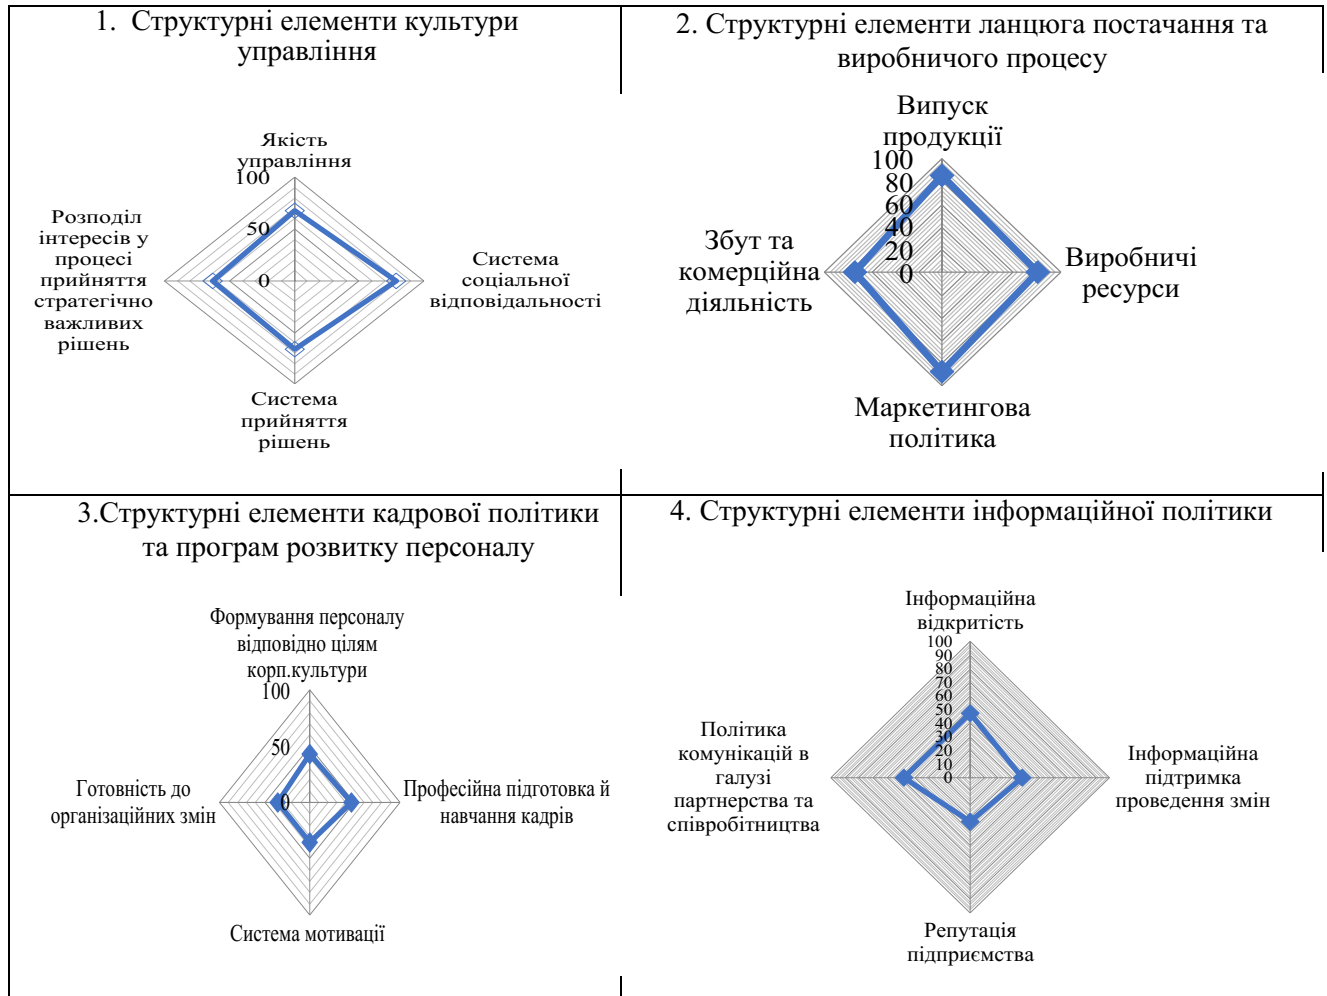 1. Структурні елементи культури
управління
Якість
управління
100
50
0
Розподіл
інтересів у
процесі
прийняття
стратегічно
важливих
рішень
Система
соціальної
відповідальності
Система
прийняття
рішень
2. Структурні елементи ланцюга постачання та
виробничого процесу
Випуск
продукції
100
80
60
40
20
0
Збут та
комерційна
діяльність
Виробничі
ресурси
Маркетингова
політика
3.Структурні елементи кадрової політики
та програм розвитку персоналу
Формування персоналу
відповідно цілям
корп.культури
100
50
0
Готовність до
організаційних змін
Професійна підготовка й
навчання кадрів
Система мотивації
4. Структурні елементи інформаційної політики
Інформаційна
відкритість
100
90
80
70
60
50
40
30
20
10
0
Політика
комунікацій в
галузі
партнерства та
співробітництва
Інформаційна
підтримка
проведення змін
Репутація
підприємства